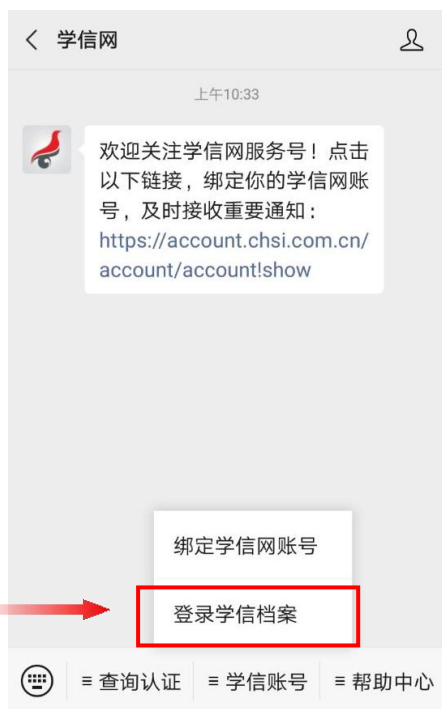 学信网
上午10:33
欢迎关注学信网服务号！点击
以下链接，绑定你的学信网账
号，及时接收重要通知：
https://account.chsi.com.cn/
account/account!show
绑定学信网账号
登录学信档案
≡ 查询认证 ≡ 学信账号 ≡ 帮助中心